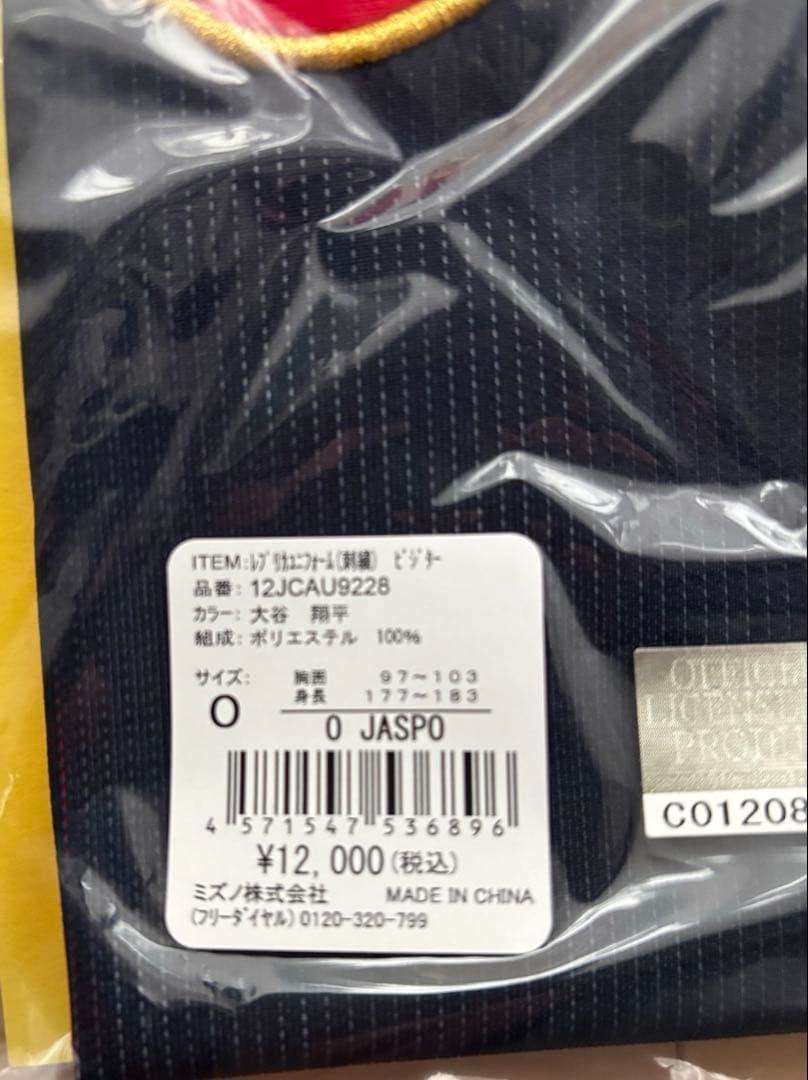 ITEM:ﾚﾌﾟﾘｶﾕﾆﾌｫｰﾑ(刺繍) ﾋﾞｼﾞﾀｰ
品番: 12JCAU9228
カラー: 大谷 翔平
組成: ポリエステル 100%
サイズ: 胸囲 97～103
身長 177～183
O
O JASPO
4 571547 536896
¥12,000(税込)
ミズノ株式会社 MADE IN CHINA
(フリーダイヤル)0120-320-799
C01208